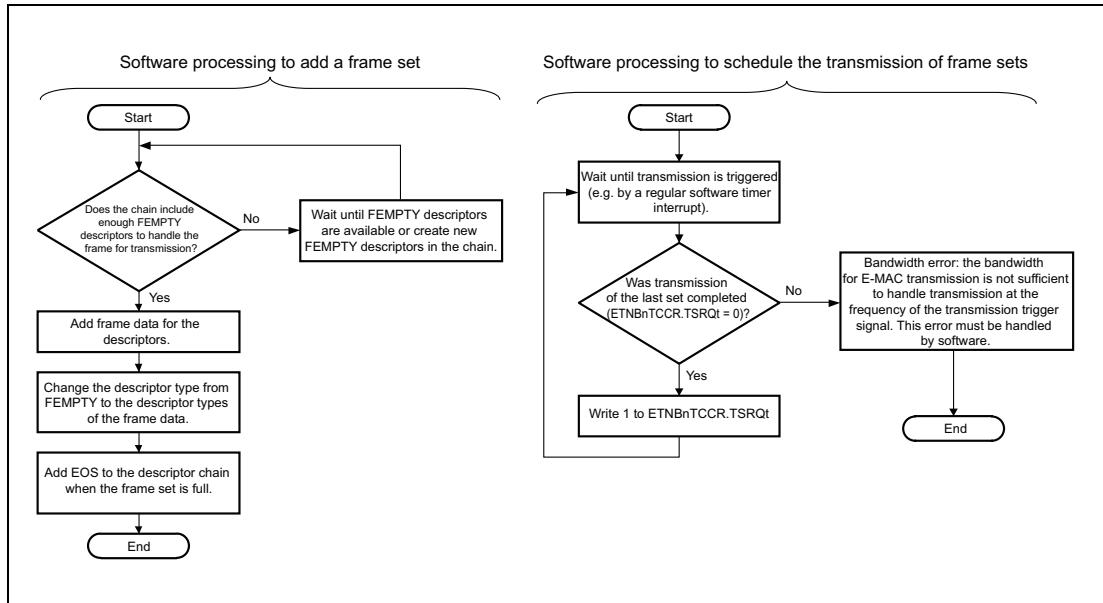 Software processing to add a frame set
Start
Does the chain include
enough FEMPTY
descriptors to handle the
frame for transmission?
No
Wait until FEMPTY descriptors
are available or create new
FEMPTY descriptors in the chain.
Yes
Add frame data for the
descriptors.
Change the descriptor type from
FEMPTY to the descriptor types
of the frame data.
Add EOS to the descriptor chain
when the frame set is full.
End
Software processing to schedule the transmission of frame sets
Start
Wait until transmission is triggered
(e.g. by a regular software timer
interrupt).
Was transmission
of the last set completed
(ETNBnTCCR.TSRQt = 0)?
No
Bandwidth error: the bandwidth
for E-MAC transmission is not sufficient
to handle transmission at the
frequency of the transmission trigger
signal. This error must be handled
by software.
Yes
Write 1 to ETNBnTCCR.TSRQt
End